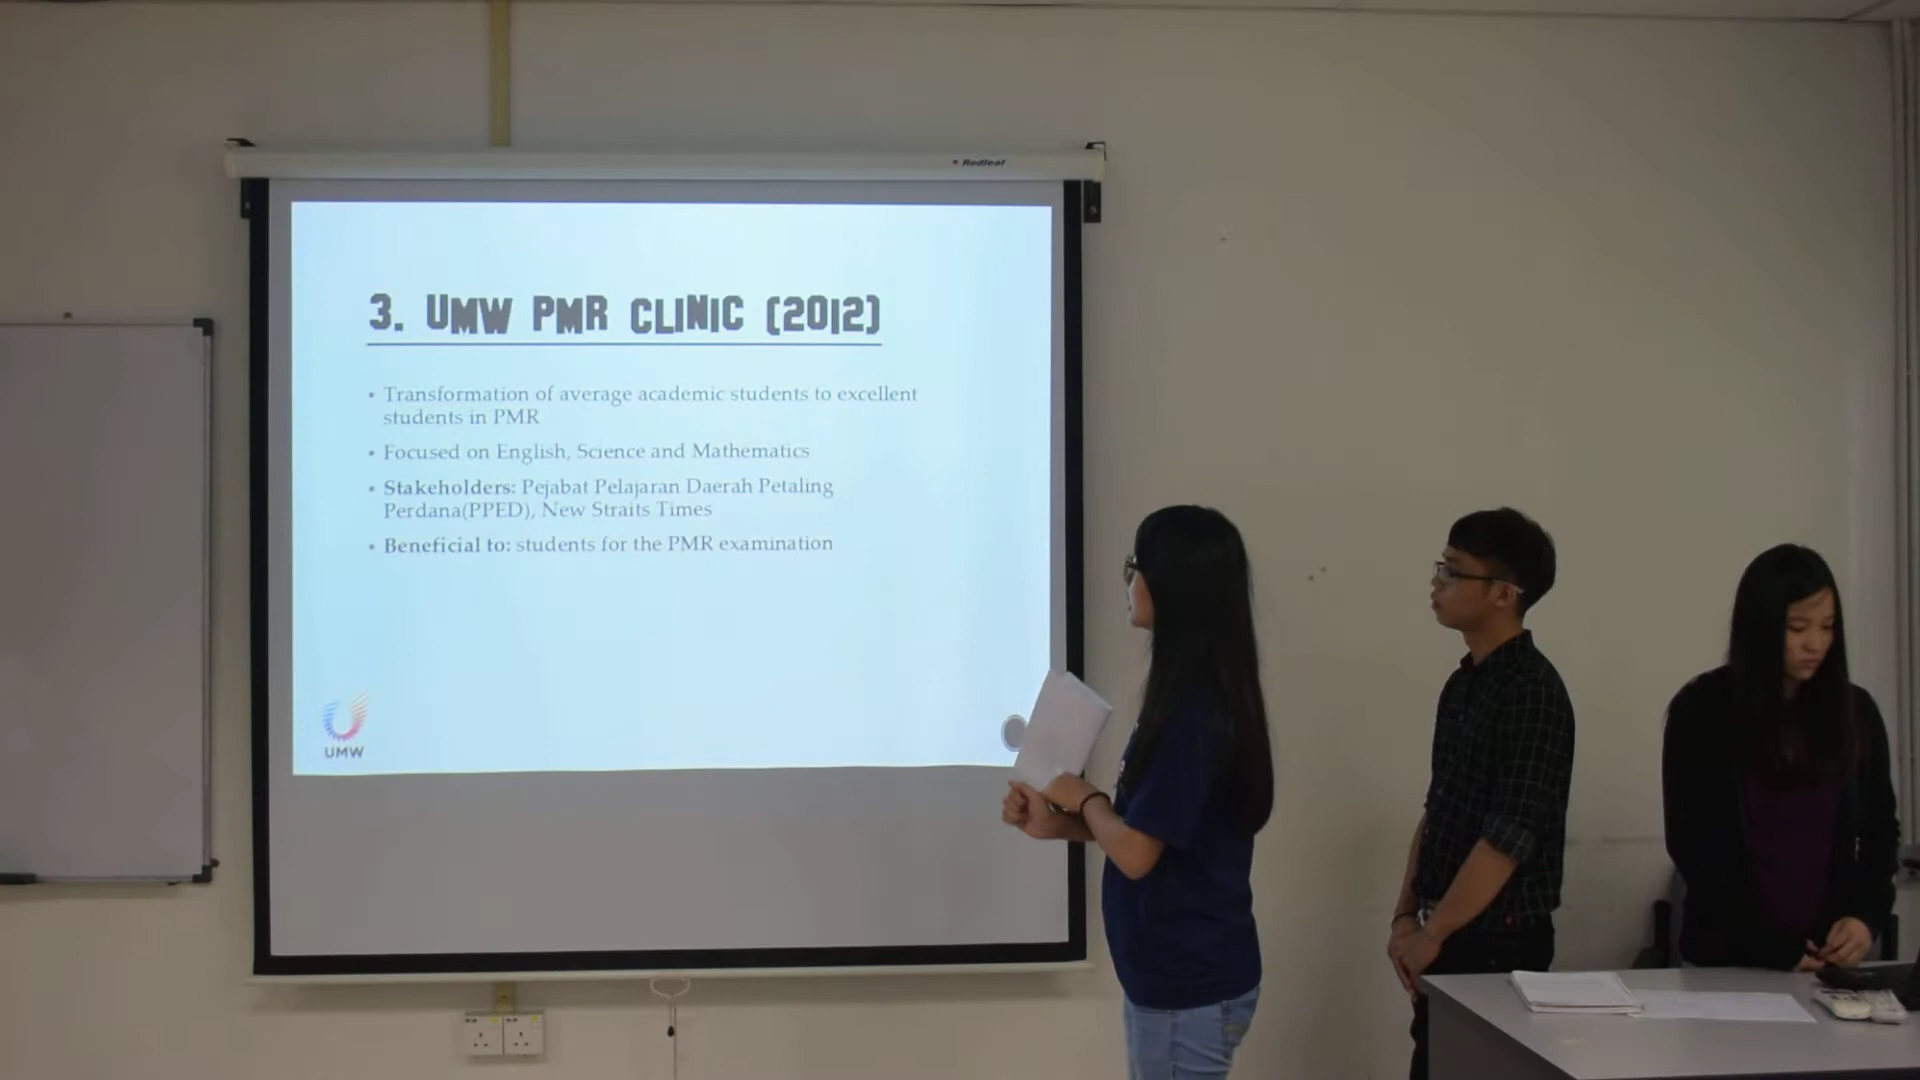 Redleaf
3. UMW PMR CLINIC (2012)
• Transformation of average academic students to excellent
students in PMR
• Focused on English, Science and Mathematics
• Stakeholders: Pejabat Pelajaran Daerah Petaling
Perdana(PPED), New Straits Times
• Beneficial to: students for the PMR examination
UMW